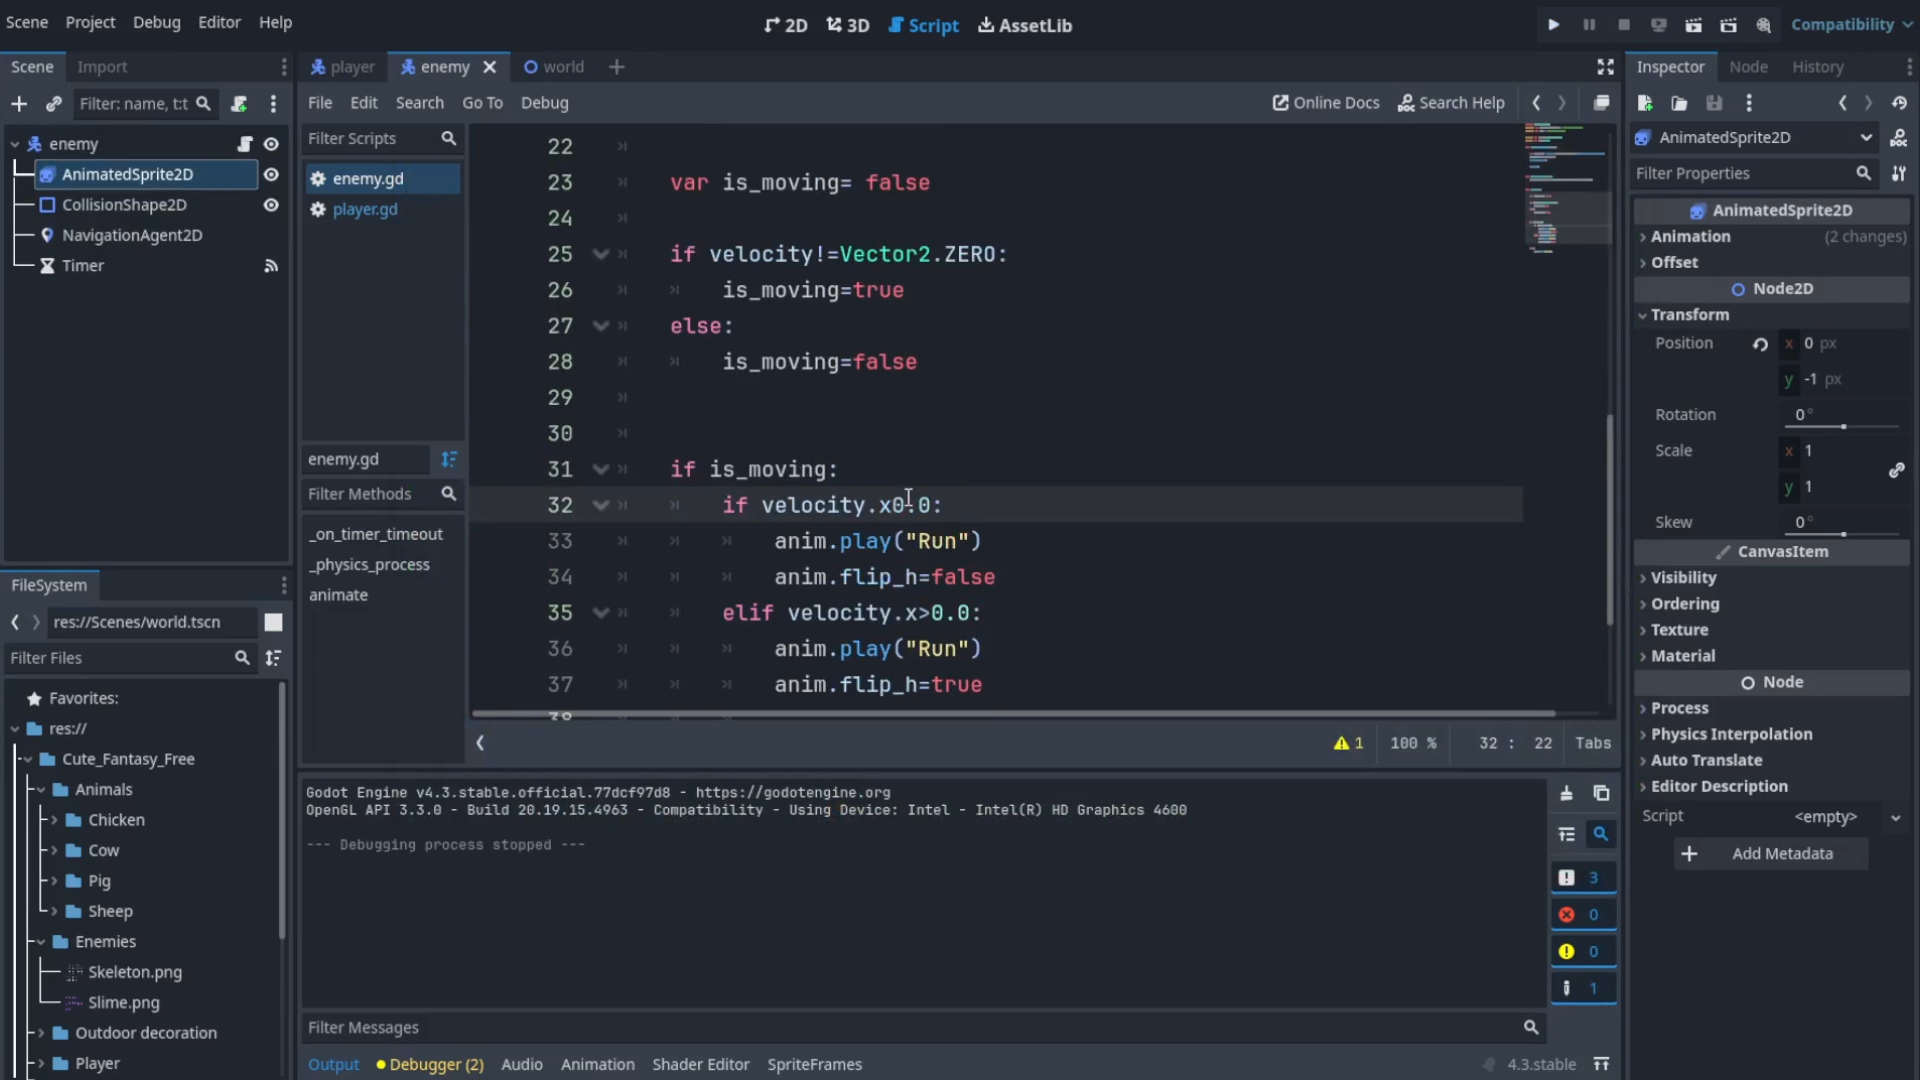 Scene Project Debug Editor Help
2D 3D Script AssetLib
Compatibility
Scene Import
Filter: name, t:t
enemy
AnimatedSprite2D
CollisionShape2D
NavigationAgent2D
Timer
FileSystem
res://Scenes/world.tscn
Filter Files
Favorites:
res://
Cute_Fantasy_Free
Animals
Chicken
Cow
Pig
Sheep
Enemies
Skeleton.png
Slime.png
Outdoor decoration
Player
player enemy world
File Edit Search Go To Debug
Online Docs Search Help
Filter Scripts
enemy.gd
player.gd
enemy.gd
Filter Methods
_on_timer_timeout
_physics_process
animate
22
23 var is_moving= false
24
25 if velocity!=Vector2.ZERO:
26 is_moving=true
27 else:
28 is_moving=false
29
30
31 if is_moving:
32 if velocity.x0.0:
33 anim.play("Run")
34 anim.flip_h=false
35 elif velocity.x>0.0:
36 anim.play("Run")
37 anim.flip_h=true
38
1 100 % 32 : 22 Tabs
Godot Engine v4.3.stable.official.77dcf97d8 - https://godotengine.org
OpenGL API 3.3.0 - Build 20.19.15.4963 - Compatibility - Using Device: Intel - Intel(R) HD Graphics 4600
--- Debugging process stopped ---
3
0
0
1
Filter Messages
Output Debugger (2) Audio Animation Shader Editor SpriteFrames
4.3.stable
Inspector Node History
AnimatedSprite2D
Filter Properties
AnimatedSprite2D
Animation (2 changes)
Offset
Node2D
Transform
Position x 0 px
y -1 px
Rotation 0 °
Scale x 1
y 1
Skew 0 °
CanvasItem
Visibility
Ordering
Texture
Material
Node
Process
Physics Interpolation
Auto Translate
Editor Description
Script <empty>
Add Metadata